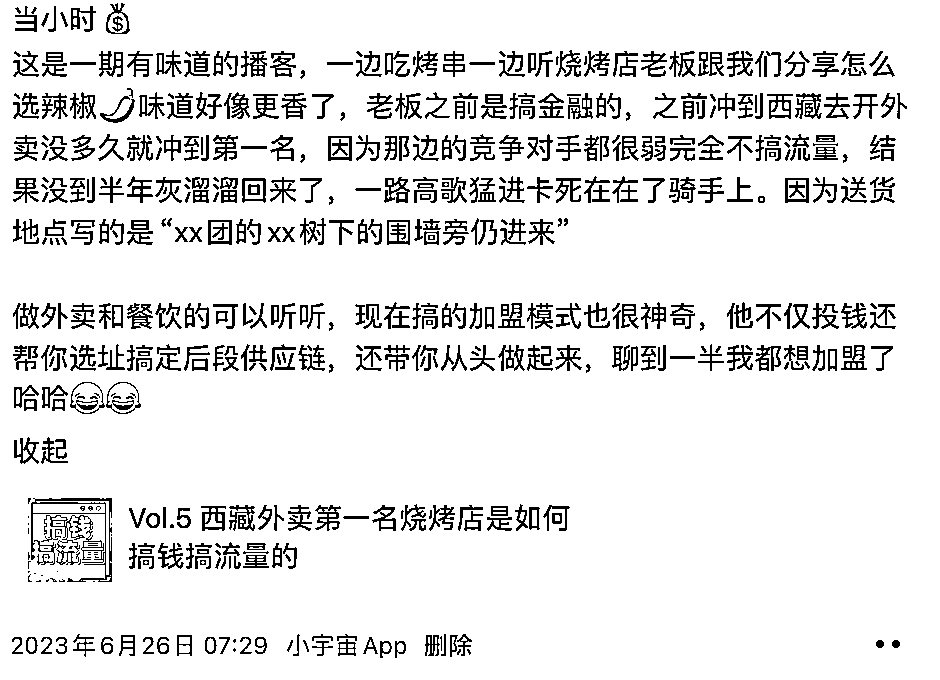 当小时💰
这是一期有味道的播客，一边吃烤串一边听烧烤店老板跟我们分享怎么
选辣椒🌶味道好像更香了，老板之前是搞金融的，之前冲到西藏去开外
卖没多久就冲到第一名，因为那边的竞争对手都很弱完全不搞流量，结
果没到半年灰溜溜回来了，一路高歌猛进卡死在在了骑手上。因为送货
地点写的是“xx团的xx树下的围墙旁仍进来”
做外卖和餐饮的可以听听，现在搞的加盟模式也很神奇，他不仅投钱还
帮你选址搞定后段供应链，还带你从头做起来，聊到一半我都想加盟了
哈哈😂😂
收起
搞钱
搞流量
Vol.5 西藏外卖第一名烧烤店是如何
搞钱搞流量的
2023年6月26日 07:29 小宇宙App 删除